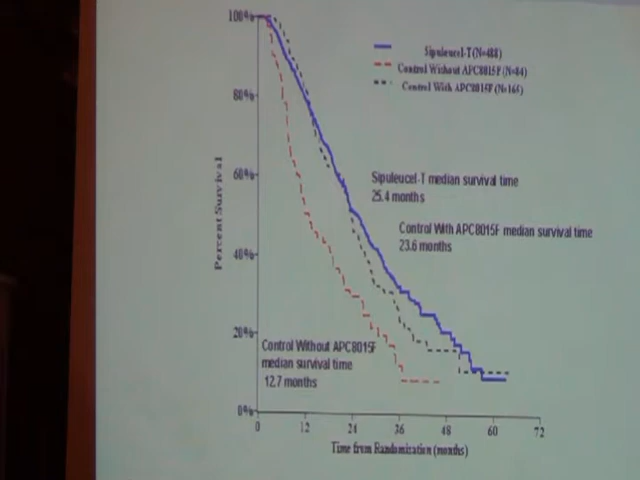 100%
80%
60%
40%
20%
0%
Percent Survival
Sipuleucel-T (N=488)
Control Without APC8015F (N=84)
Control With APC8015F (N=165)
Sipuleucel-T median survival time
25.4 months
Control With APC8015F median survival time
23.6 months
Control Without APC8015F
median survival time
12.7 months
0 12 24 36 48 60 72
Time from Randomization (months)